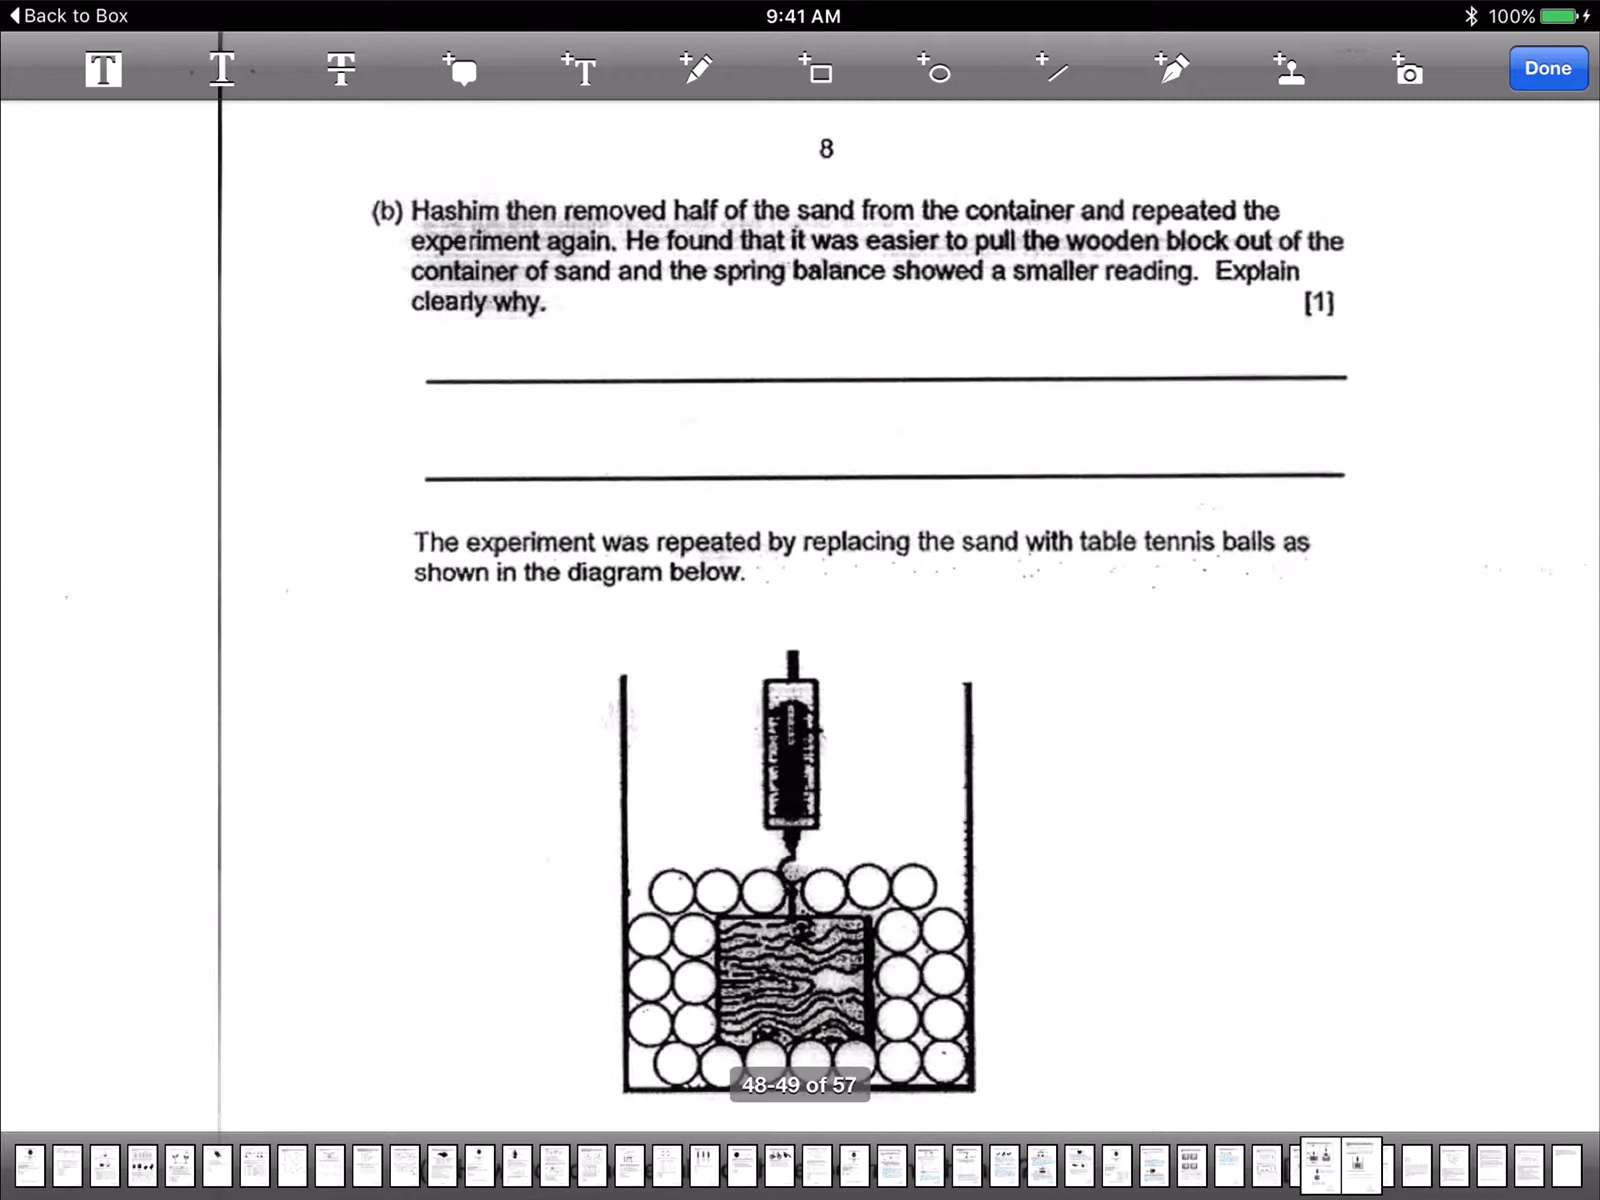 Back to Box
9:41 AM
100%
T T T T
Done
8
(b) Hashim then removed half of the sand from the container and repeated the
experiment again. He found that it was easier to pull the wooden block out of the
container of sand and the spring balance showed a smaller reading. Explain
clearly why. [1]
The experiment was repeated by replacing the sand with table tennis balls as
shown in the diagram below.
48-49 of 57